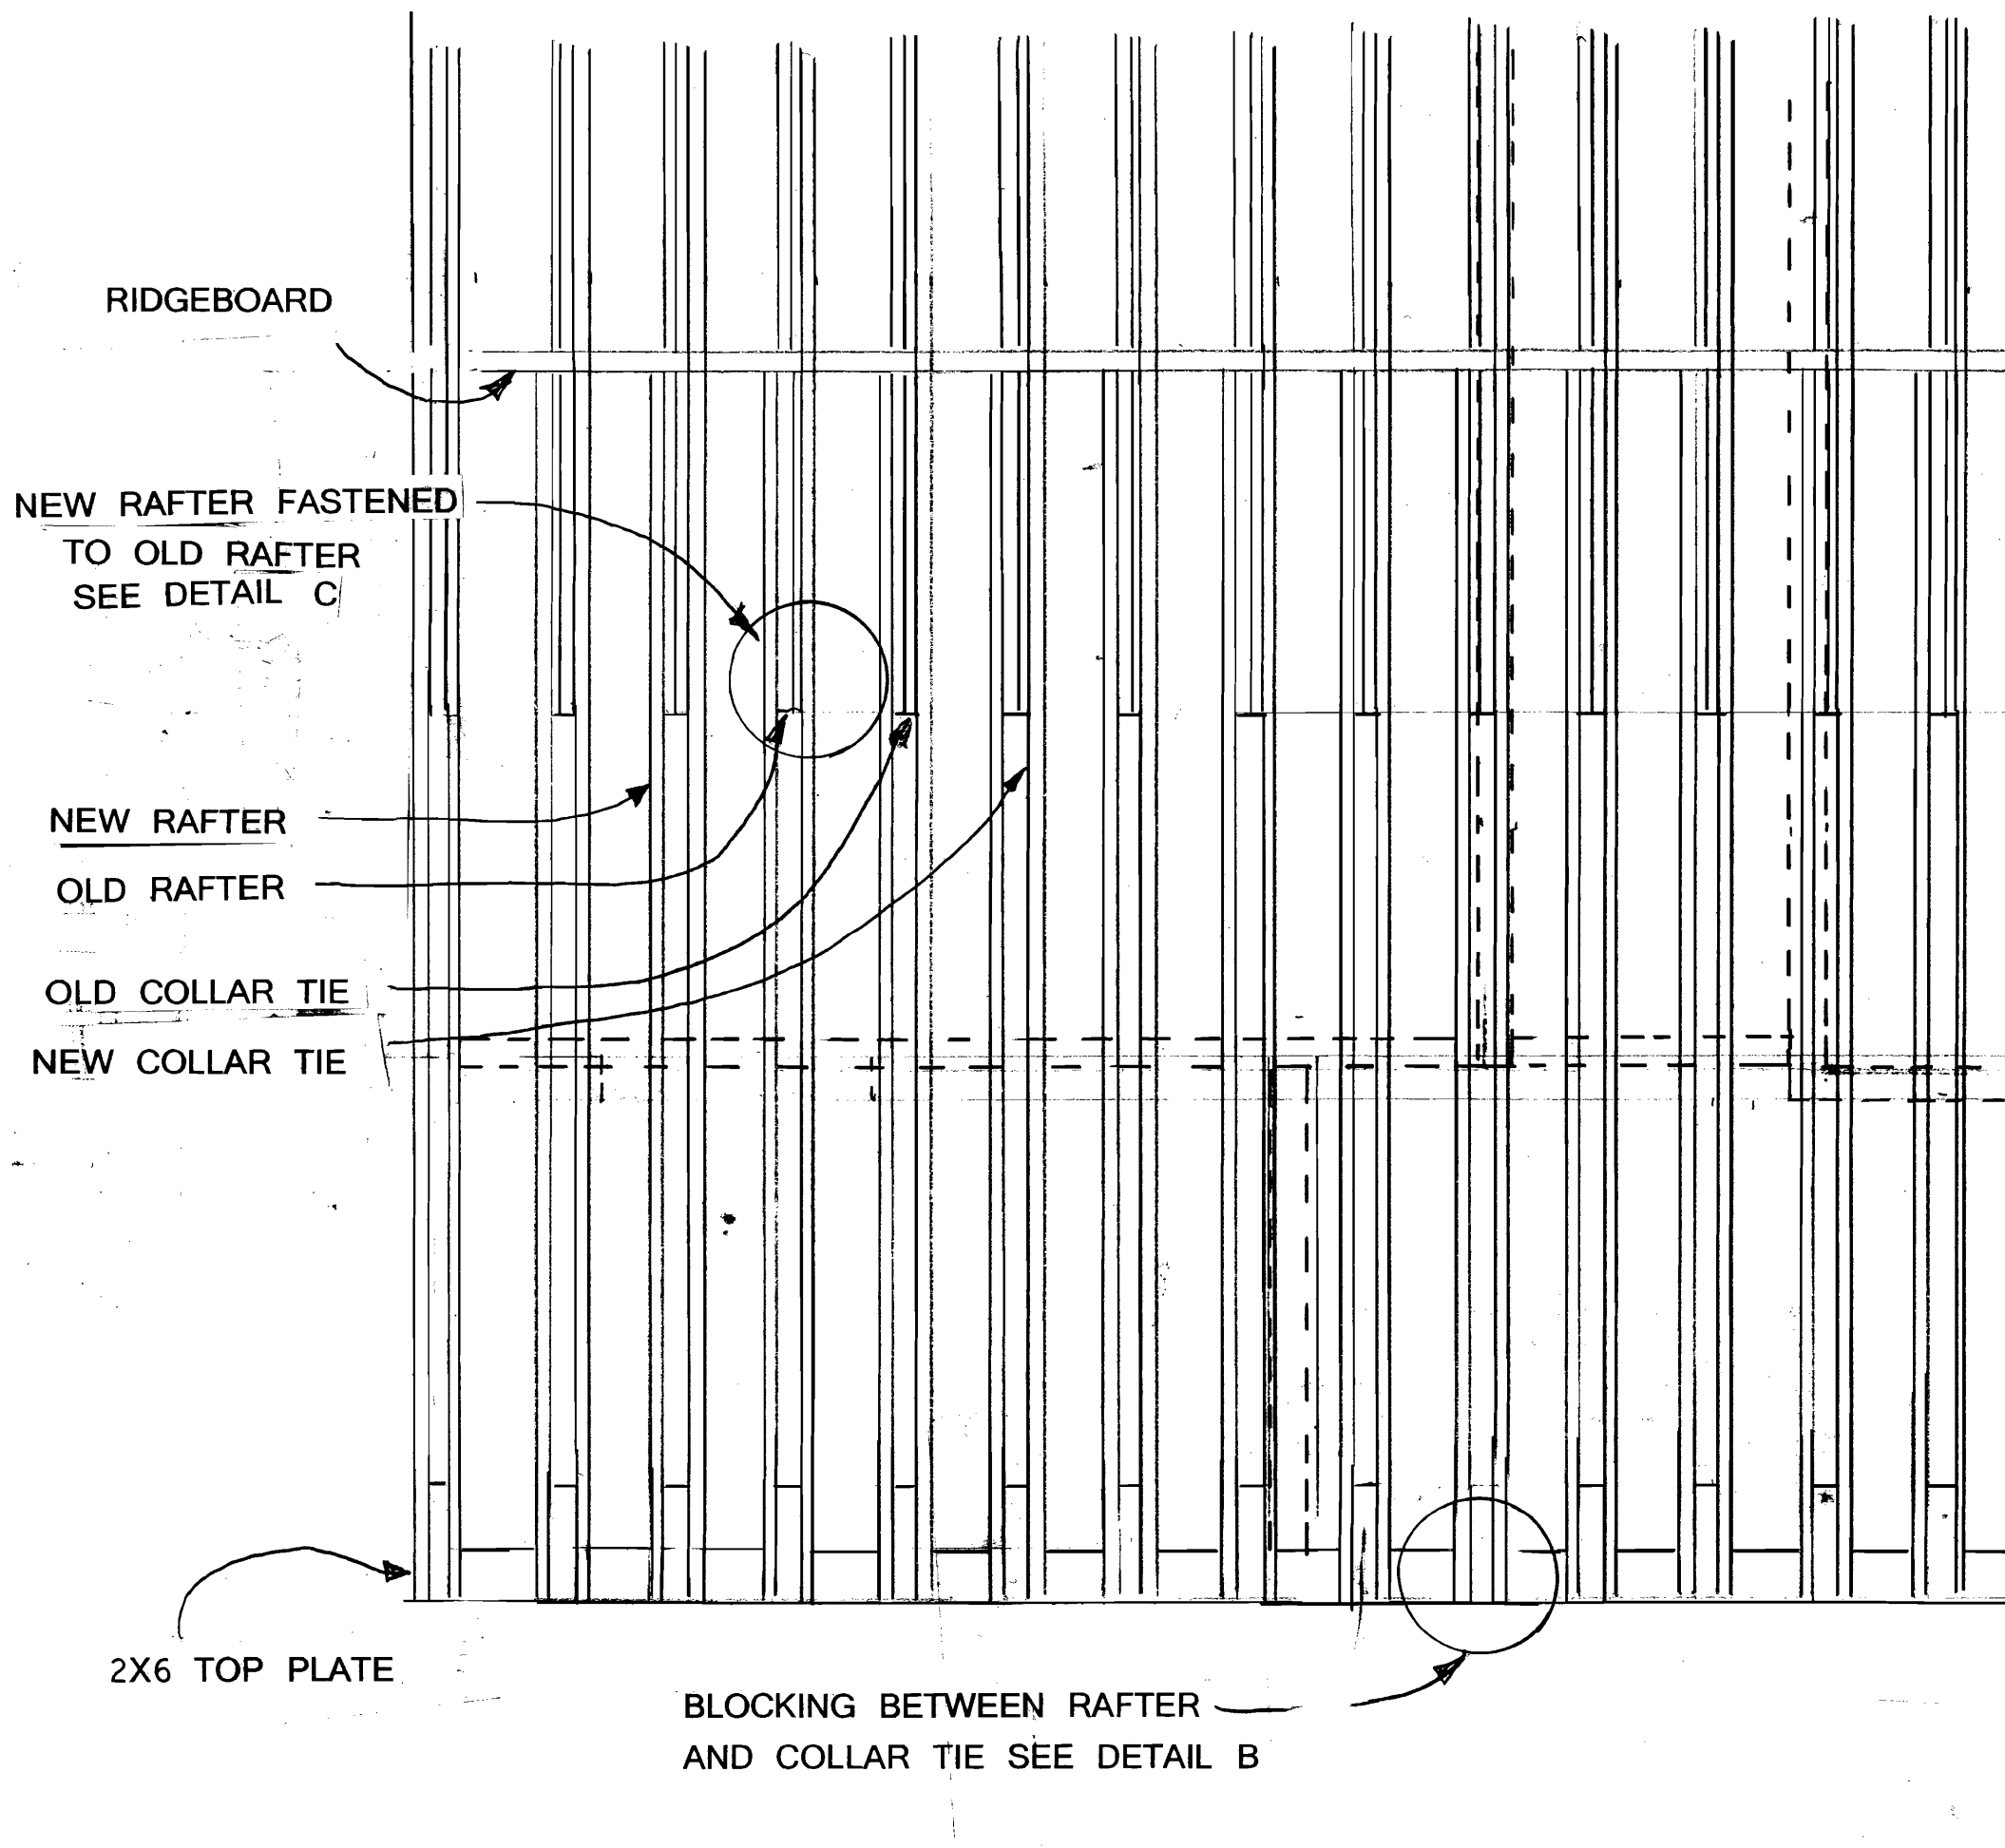 RIDGEBOARD
NEW RAFTER FASTENED
TO OLD RAFTER
SEE DETAIL C
NEW RAFTER
OLD RAFTER
OLD COLLAR TIE
NEW COLLAR TIE
2X6 TOP PLATE
BLOCKING BETWEEN RAFTER
AND COLLAR TIE SEE DETAIL B